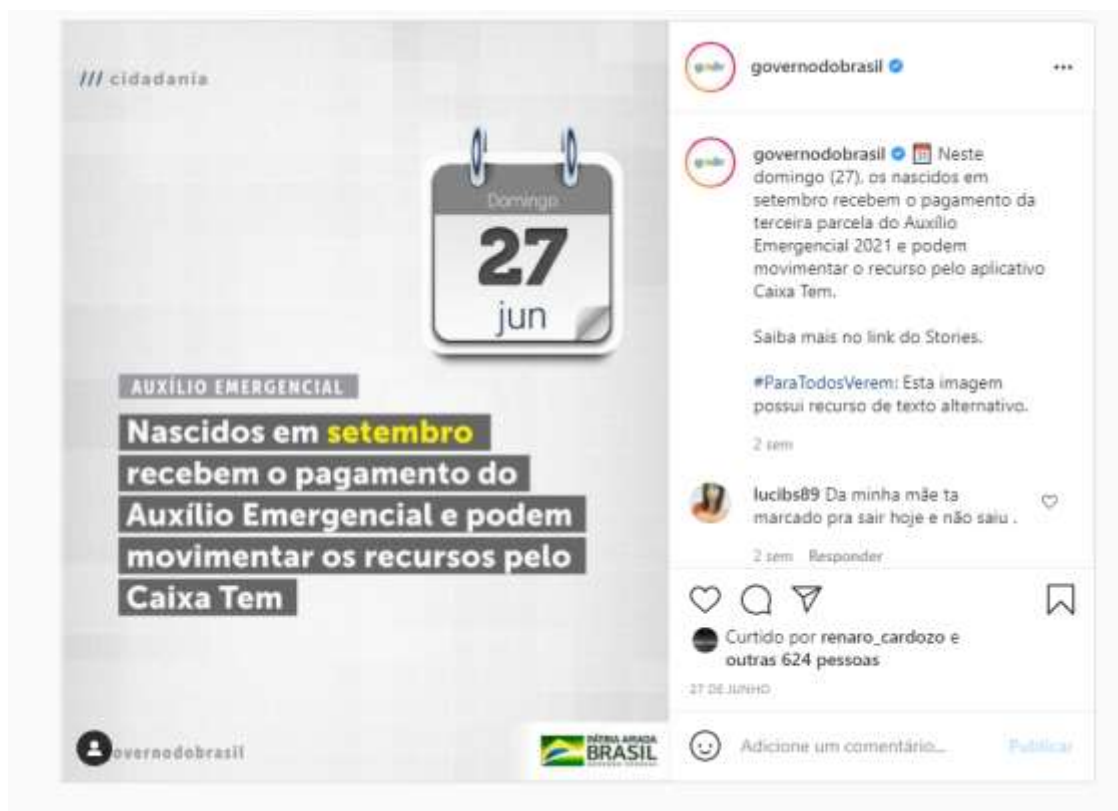 /// cidadania
Domingo
27
jun
AUXÍLIO EMERGENCIAL
Nascidos em setembro
recebem o pagamento do
Auxílio Emergencial e podem
movimentar os recursos pelo
Caixa Tem
overnodobrasil
PÁTRIA AMADA
BRASIL
governodobrasil
•••
governodobrasil Neste
domingo (27), os nascidos em
setembro recebem o pagamento da
terceira parcela do Auxílio
Emergencial 2021 e podem
movimentar o recurso pelo aplicativo
Caixa Tem.
Saiba mais no link do Stories.
#ParaTodosVerem: Esta imagem
possui recurso de texto alternativo.
2 sem
lucibs89 Da minha mãe ta
marcado pra sair hoje e não saiu .
2 sem Responder
Curtido por renaro_cardozo e
outras 624 pessoas
27 DE JUNHO
Adicione um comentário...
Publicar